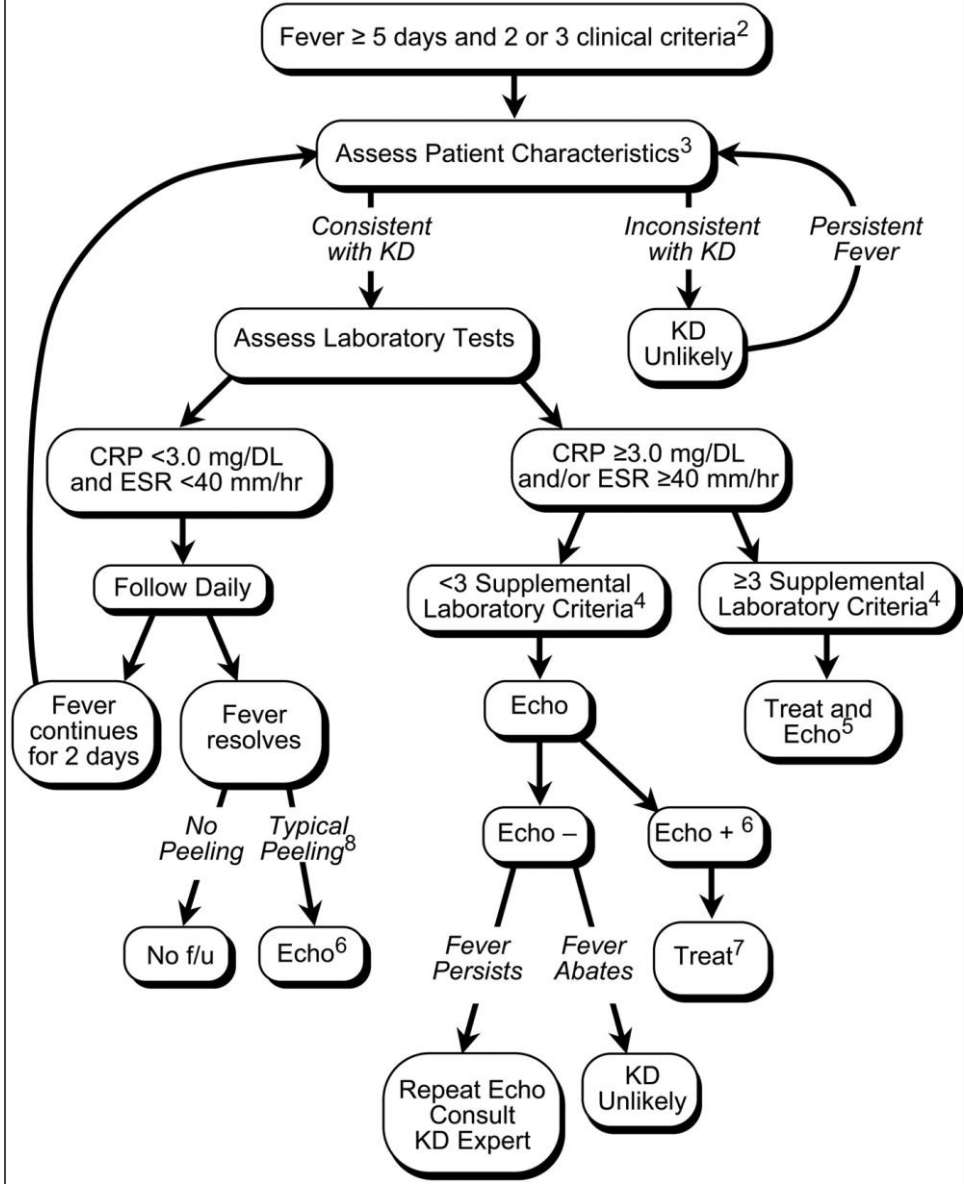 Fever ≥ 5 days and 2 or 3 clinical criteria2
Assess Patient Characteristics3
Consistent
with KD
Inconsistent
with KD
Persistent
Fever
Assess Laboratory Tests
KD
Unlikely
CRP <3.0 mg/DL
and ESR <40 mm/hr
CRP ≥3.0 mg/DL
and/or ESR ≥40 mm/hr
Follow Daily
<3 Supplemental
Laboratory Criteria4
≥3 Supplemental
Laboratory Criteria4
Fever
continues
for 2 days
Fever
resolves
Echo
Treat and
Echo5
No
Peeling
Typical
Peeling8
Echo –
Echo + 6
No f/u
Echo6
Fever
Persists
Fever
Abates
Treat7
Repeat Echo
Consult
KD Expert
KD
Unlikely